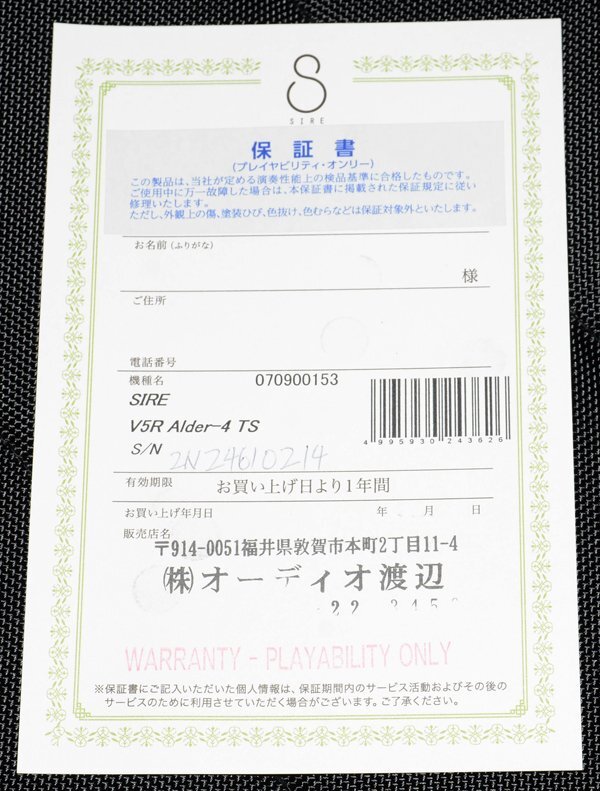 SIRE
保証書
(プレイヤビリティ・オンリー)
この製品は、当社が定める演奏性能上の検品基準に合格したものです。
ご使用中に万一故障した場合は、本保証書に掲載された保証規定に従い
修理いたします。
ただし、外観上の傷、塗装ひび、色抜け、色むらなどは保証対象外といたします。
お名前(ふりがな)
様
ご住所
電話番号
機種名 070900153
SIRE
V5R Alder-4 TS
4995930243626
S/N 2N24610214
有効期限 お買い上げ日より1年間
お買い上げ年月日 年 月 日
販売店名
〒914-0051福井県敦賀市本町2丁目11-4
(株)オーディオ渡辺
WARRANTY - PLAYABILITY ONLY
※保証書にご記入いただいた個人情報は、保証期間内のサービス活動およびその後の
サービスのために利用させていただく場合がございます。ご了承ください。